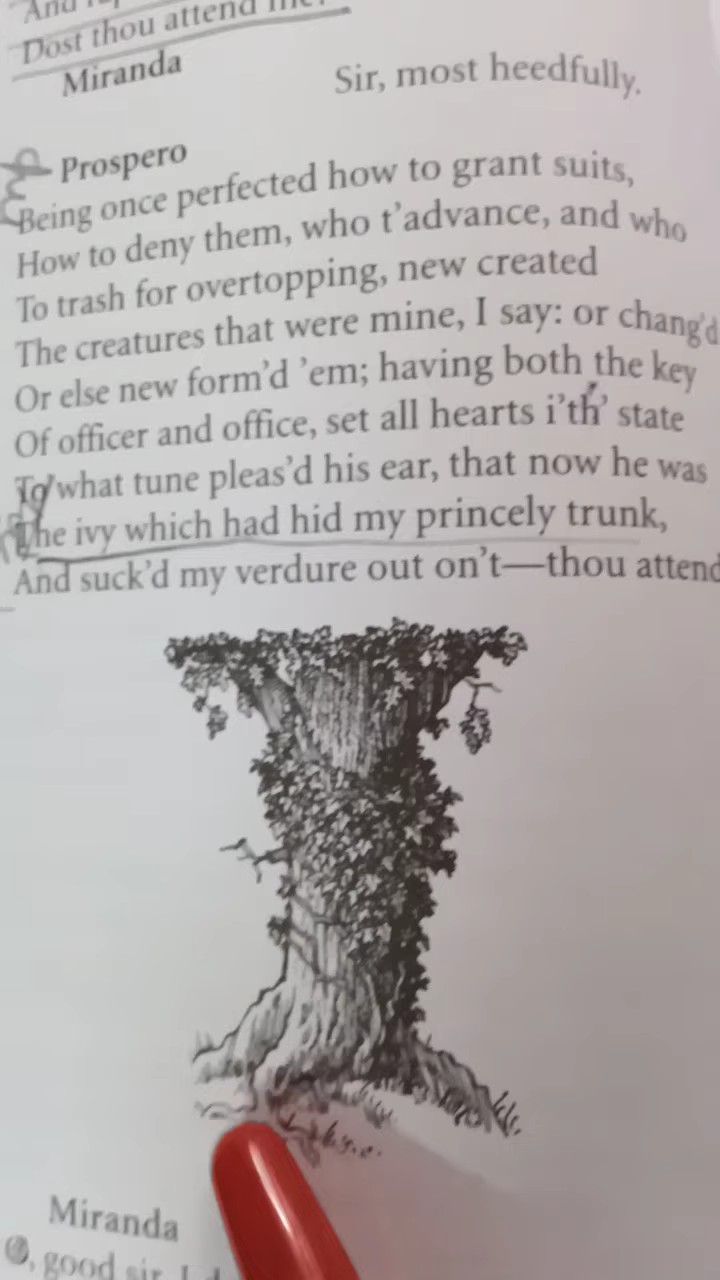 And
Dost thou attend me?
Miranda
Sir, most heedfully.
Prospero
Being once perfected how to grant suits,
How to deny them, who t'advance, and who
To trash for overtopping, new created
The creatures that were mine, I say: or chang'd
Or else new form'd 'em; having both the key
Of officer and office, set all hearts i'th' state
To what tune pleas'd his ear, that now he was
The ivy which had hid my princely trunk,
And suck'd my verdure out on't—thou attend
Miranda
O, good sir, I d